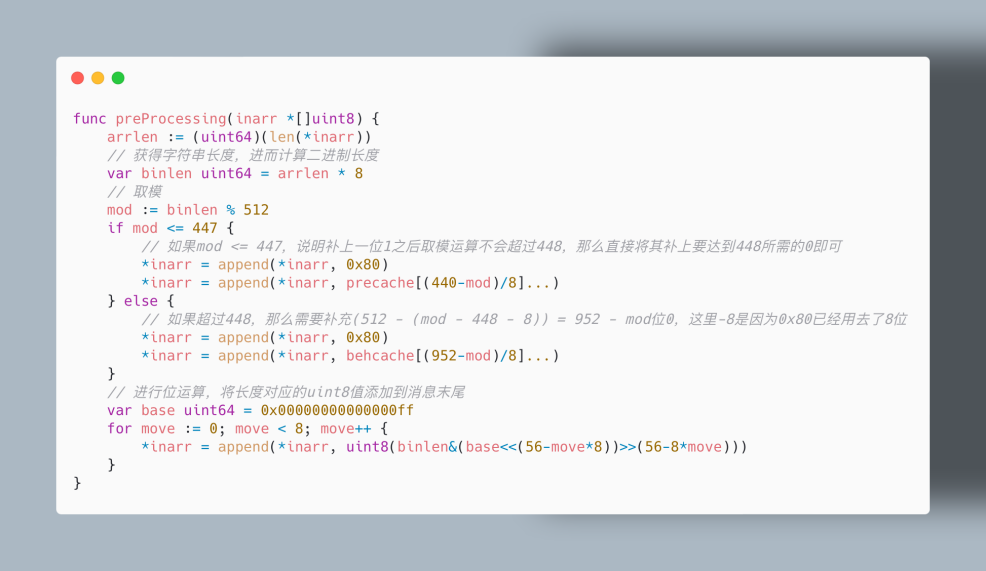 func preProcessing(inarr *[]uint8) {
    arrlen := (uint64)(len(*inarr))
    // 获得字符串长度，进而计算二进制长度
    var binlen uint64 = arrlen * 8
    // 取模
    mod := binlen % 512
    if mod <= 447 {
        // 如果mod <= 447，说明补上一位1之后取模运算不会超过448，那么直接将其补上要达到448所需的0即可
        *inarr = append(*inarr, 0x80)
        *inarr = append(*inarr, precache[(440-mod)/8]...)
    } else {
        // 如果超过448，那么需要补充(512 - (mod - 448 - 8)) = 952 - mod位0，这里-8是因为0x80已经用去了8位
        *inarr = append(*inarr, 0x80)
        *inarr = append(*inarr, behcache[(952-mod)/8]...)
    }
    // 进行位运算，将长度对应的uint8值添加到消息末尾
    var base uint64 = 0x00000000000000ff
    for move := 0; move < 8; move++ {
        *inarr = append(*inarr, uint8(binlen&(base<<(56-move*8))>>(56-8*move)))
    }
}